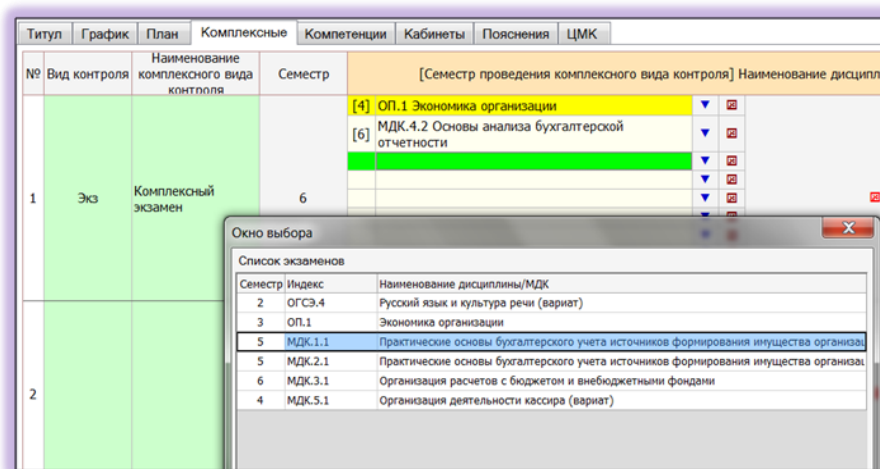 Титул График План Комплексные Компетенции Кабинеты Пояснения ЦМК
№ Вид контроля Наименование комплексного вида контроля Семестр [Семестр проведения комплексного вида контроля] Наименование дисципл
[4] ОП.1 Экономика организации
[6] МДК.4.2 Основы анализа бухгалтерской
отчетности
1 Экз Комплексный
экзамен 6
Окно выбора
Список экзаменов
Семестр Индекс Наименование дисциплины/МДК
2 ОГСЭ.4 Русский язык и культура речи (вариат)
3 ОП.1 Экономика организации
5 МДК.1.1 Практические основы бухгалтерского учета источников формирования имущества организац
5 МДК.2.1 Практические основы бухгалтерского учета источников формирования имущества организац
6 МДК.3.1 Организация расчетов с бюджетом и внебюджетными фондами
4 МДК.5.1 Организация деятельности кассира (вариат)
2